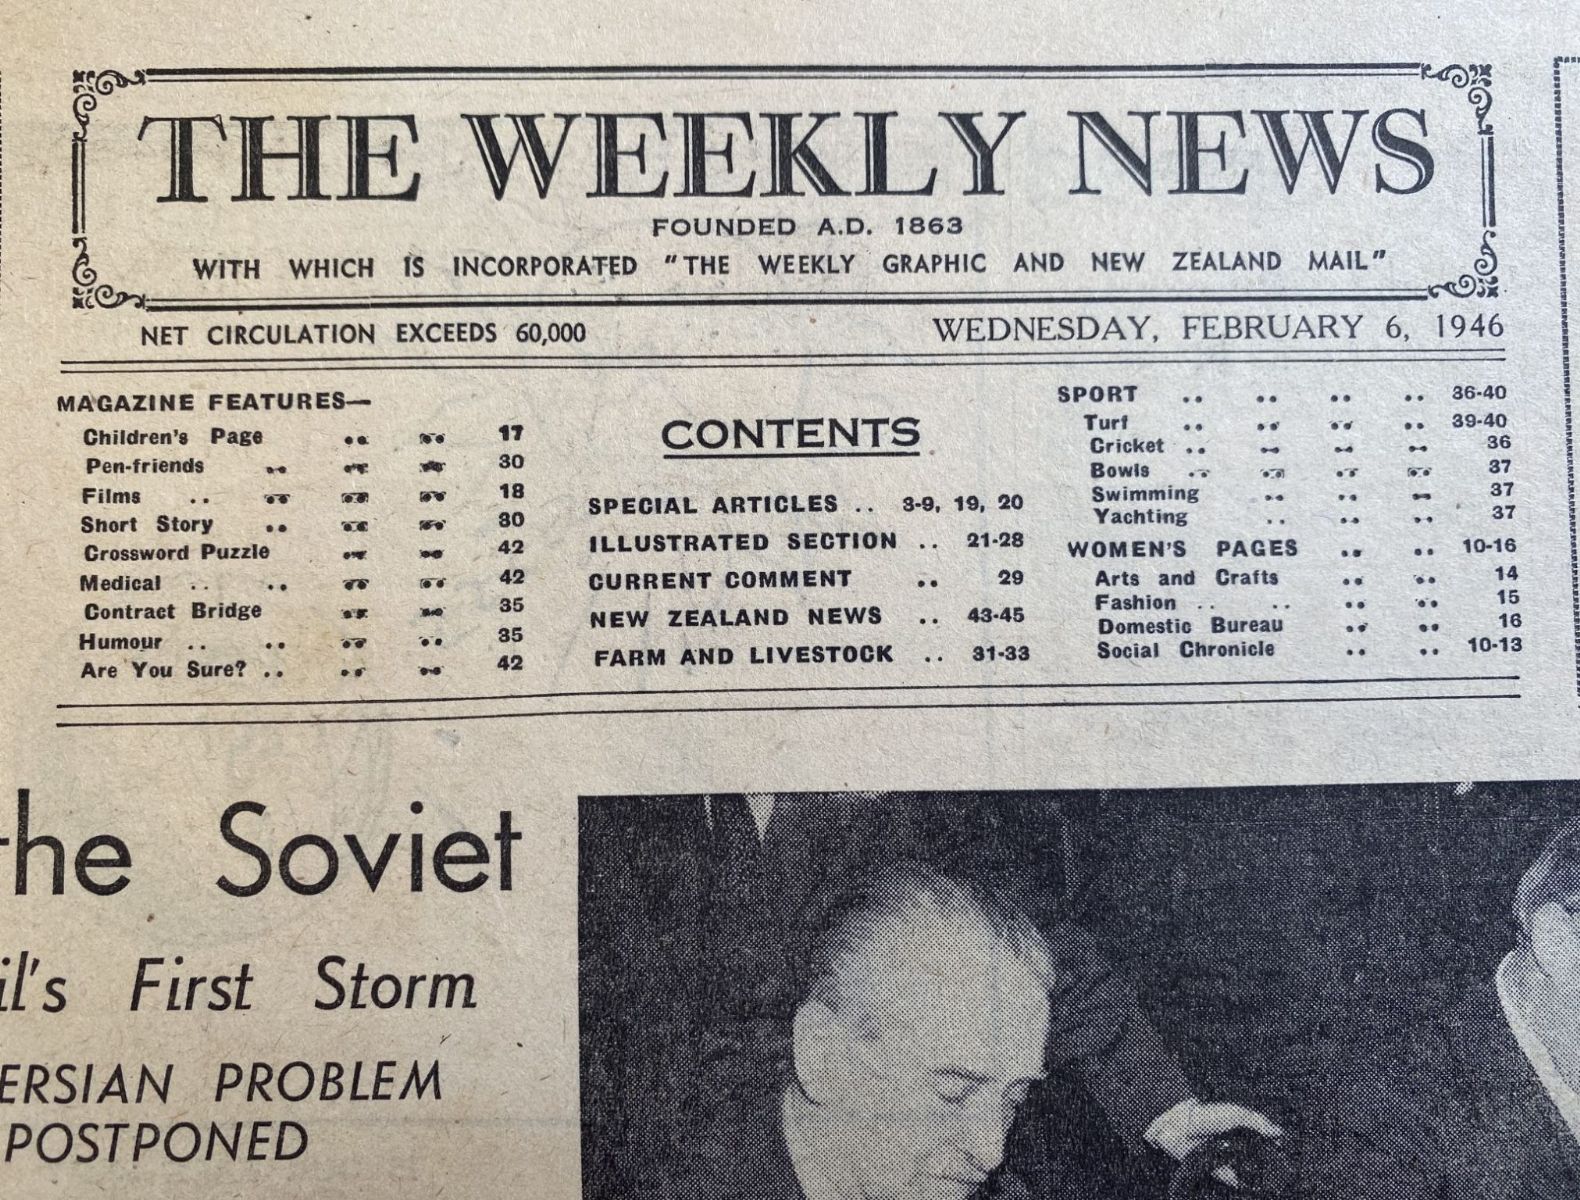 THE WEEKLY NEWS
FOUNDED A.D. 1863
WITH WHICH IS INCORPORATED "THE WEEKLY GRAPHIC AND NEW ZEALAND MAIL"
NET CIRCULATION EXCEEDS 60,000
WEDNESDAY, FEBRUARY 6, 1946
MAGAZINE FEATURES—
Children's Page .. .. 17
Pen-friends .. .. .. 30
Films .. .. .. .. 18
Short Story .. .. .. 30
Crossword Puzzle .. .. 42
Medical .. .. .. .. 42
Contract Bridge .. .. 35
Humour .. .. .. .. 35
Are You Sure? .. .. .. 42
CONTENTS
SPECIAL ARTICLES .. 3-9, 19, 20
ILLUSTRATED SECTION .. 21-28
CURRENT COMMENT .. 29
NEW ZEALAND NEWS .. 43-45
FARM AND LIVESTOCK .. 31-33
SPORT .. .. .. .. 36-40
Turf .. .. .. .. 39-40
Cricket .. .. .. .. 36
Bowls .. .. .. .. 37
Swimming .. .. .. 37
Yachting .. .. .. 37
WOMEN'S PAGES .. .. 10-16
Arts and Crafts .. .. 14
Fashion .. .. .. .. 15
Domestic Bureau .. .. 16
Social Chronicle .. .. 10-13
the Soviet
il's First Storm
ERSIAN PROBLEM
POSTPONED